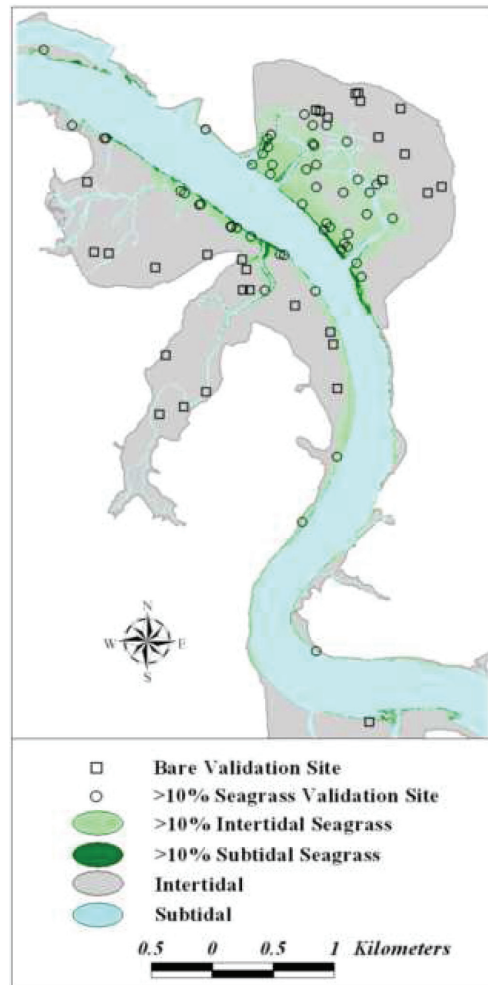 N
W E
S
Bare Validation Site
>10% Seagrass Validation Site
>10% Intertidal Seagrass
>10% Subtidal Seagrass
Intertidal
Subtidal
0.5 0 0.5 1 Kilometers